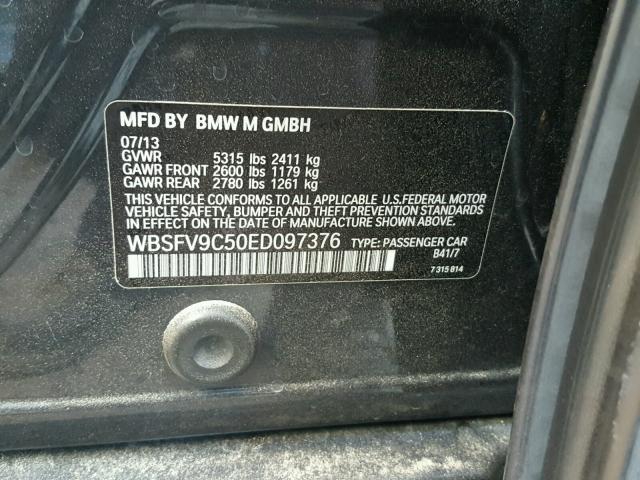 MFD BY BMW M GMBH
07/13
GVWR 5315 lbs 2411 kg
GAWR FRONT 2600 lbs 1179 kg
GAWR REAR 2780 lbs 1261 kg
THIS VEHICLE CONFORMS TO ALL APPLICABLE U.S.FEDERAL MOTOR
VEHICLE SAFETY, BUMPER AND THEFT PREVENTION STANDARDS
IN EFFECT ON THE DATE OF MANUFACTURE SHOWN ABOVE.
WBSFV9C50ED097376 TYPE: PASSENGER CAR
B41/7
7 315 814